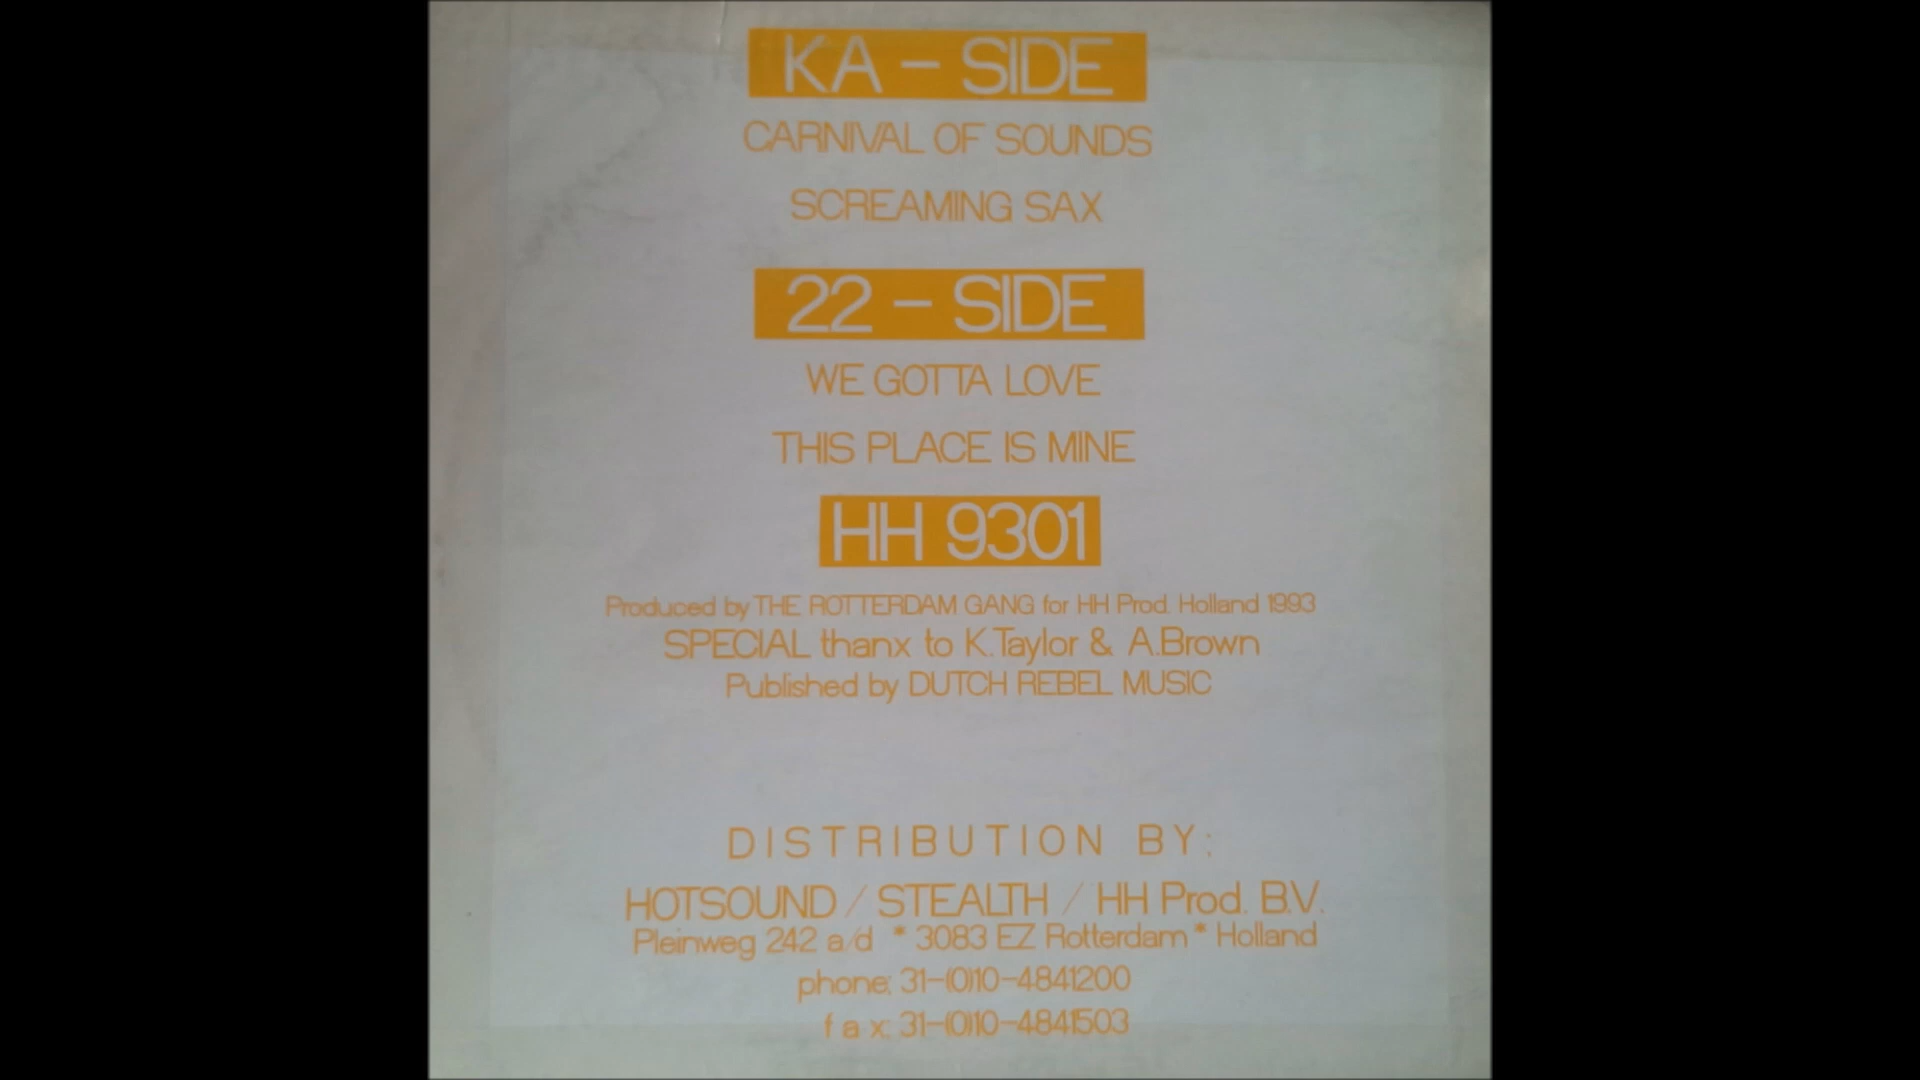 KA - SIDE
CARNIVAL OF SOUNDS
SCREAMING SAX
22 - SIDE
WE GOTTA LOVE
THIS PLACE IS MINE
HH 9301
Produced by THE ROTTERDAM GANG for HH Prod. Holland 1993
SPECIAL thanx to K.Taylor & A.Brown
Published by DUTCH REBEL MUSIC
DISTRIBUTION BY:
HOTSOUND / STEALTH / HH Prod. B.V.
Pleinweg 242 a/d * 3083 EZ Rotterdam * Holland
phone: 31-(0)10-4841200
fax: 31-(0)10-4841503